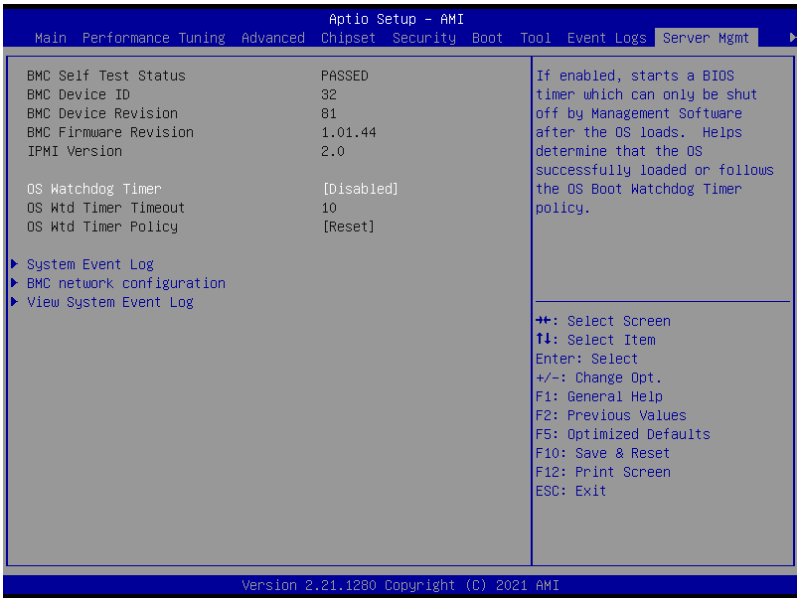 Aptio Setup – AMI
Main Performance Tuning Advanced Chipset Security Boot Tool Event Logs Server Mgmt
BMC Self Test Status PASSED
BMC Device ID 32
BMC Device Revision 81
BMC Firmware Revision 1.01.44
IPMI Version 2.0
OS Watchdog Timer [Disabled]
OS Wtd Timer Timeout 10
OS Wtd Timer Policy [Reset]
System Event Log
BMC network configuration
View System Event Log
If enabled, starts a BIOS
timer which can only be shut
off by Management Software
after the OS loads. Helps
determine that the OS
successfully loaded or follows
the OS Boot Watchdog Timer
policy.
→←: Select Screen
↑↓: Select Item
Enter: Select
+/-: Change Opt.
F1: General Help
F2: Previous Values
F5: Optimized Defaults
F10: Save & Reset
F12: Print Screen
ESC: Exit
Version 2.21.1280 Copyright (C) 2021 AMI